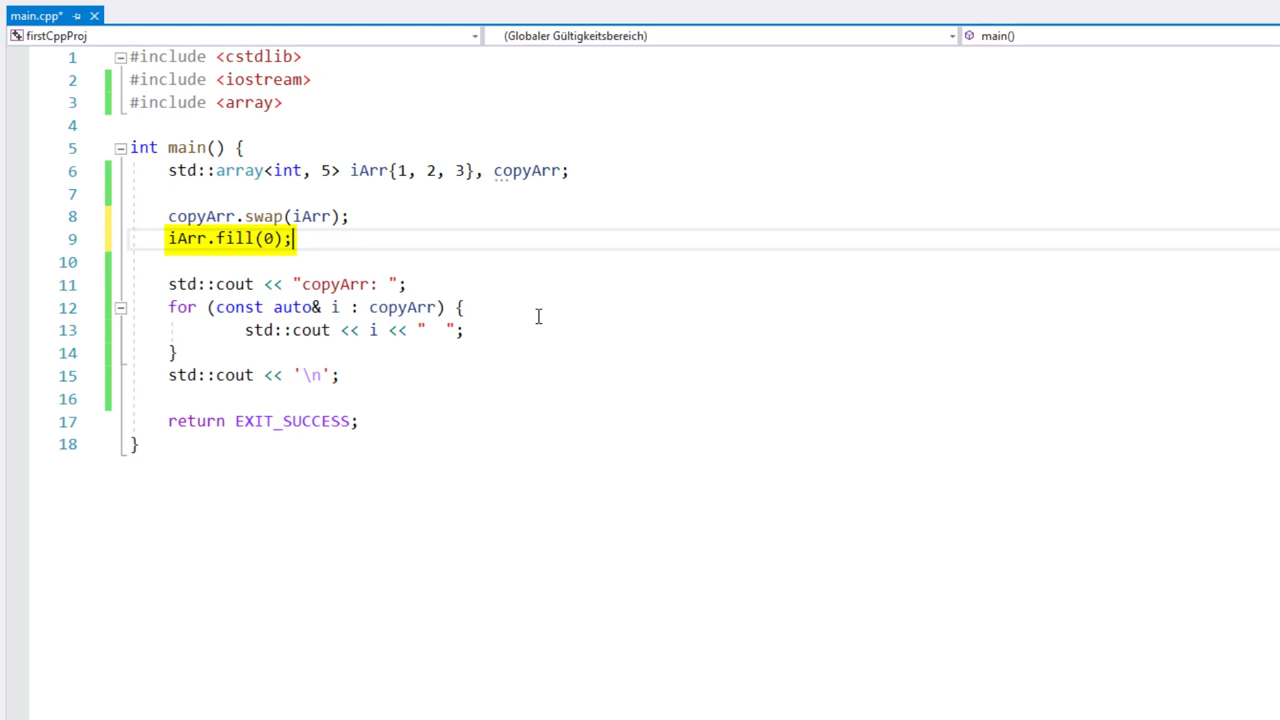 main.cpp*
firstCppProj
(Globaler Gültigkeitsbereich)
main()
1 #include <cstdlib>
2 #include <iostream>
3 #include <array>
4
5 int main() {
6 std::array<int, 5> iArr{1, 2, 3}, copyArr;
7
8 copyArr.swap(iArr);
9 iArr.fill(0);
10
11 std::cout << "copyArr: ";
12 for (const auto& i : copyArr) {
13 std::cout << i << "  ";
14 }
15 std::cout << '\n';
16
17 return EXIT_SUCCESS;
18 }